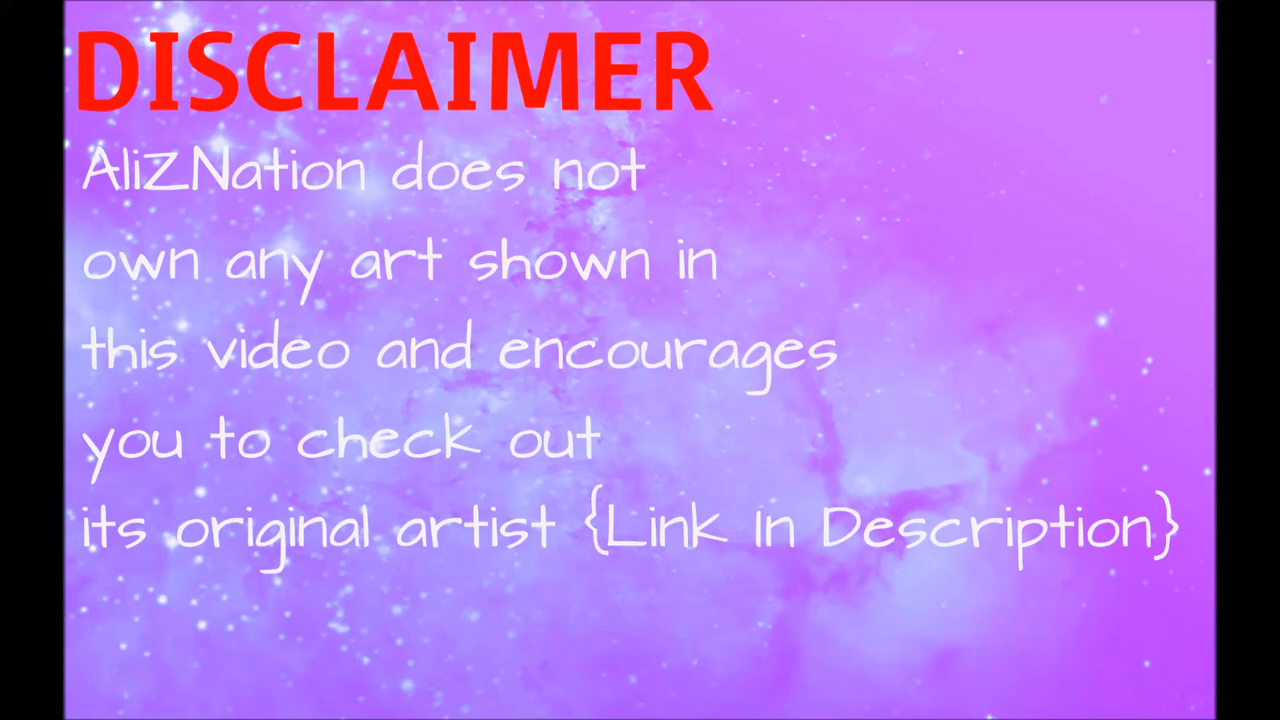 DISCLAIMER
AliZNation does not
own any art shown in
this video and encourages
you to check out
its original artist {Link In Description}